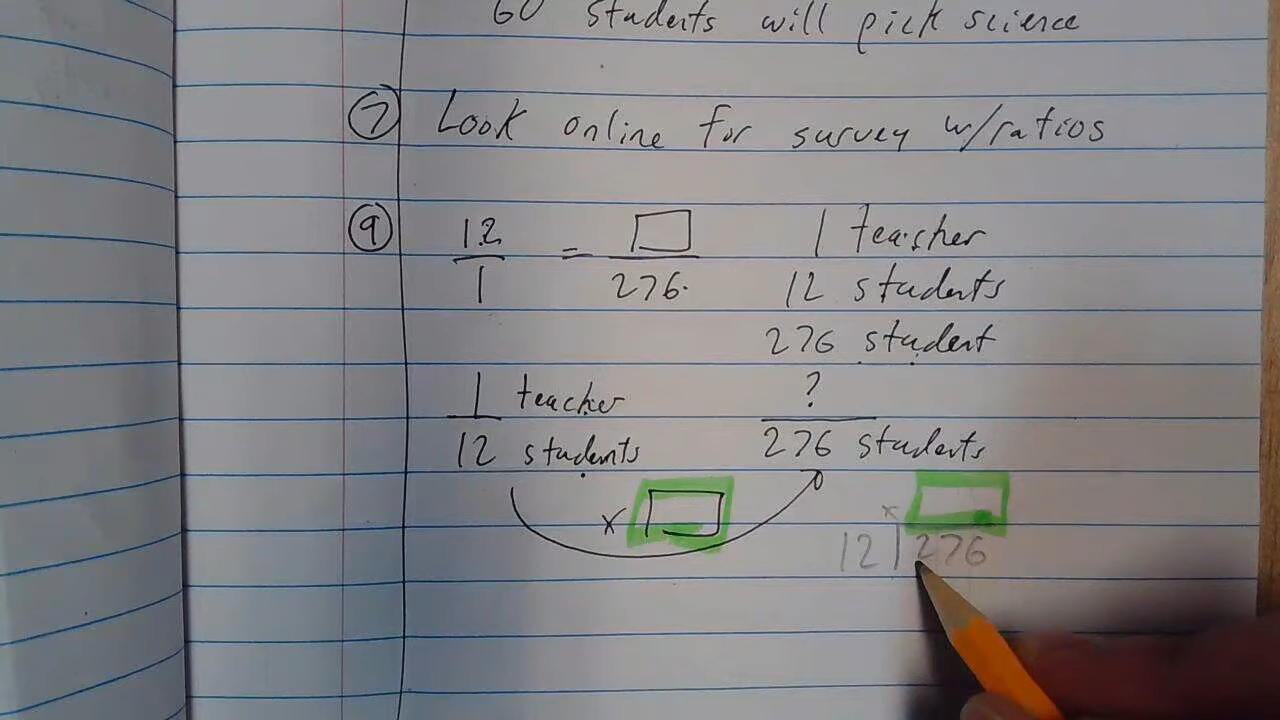 60 students will pick science
7 Look online for survey w/ratios
9 12/1 = □/276 1 teacher
12 students
276 student
1 teacher ?
12 students 276 students
x □ x
12 276